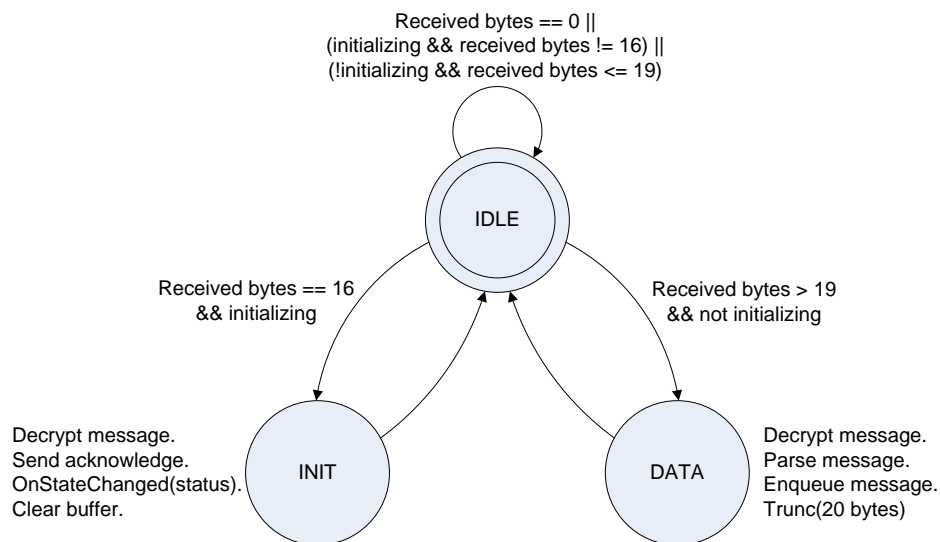 Received bytes == 0 ||
(initializing && received bytes != 16) ||
(!initializing && received bytes <= 19)
IDLE
Received bytes == 16
&& initializing
Received bytes > 19
&& not initializing
Decrypt message.
Send acknowledge.
OnStateChanged(status).
Clear buffer.
INIT
DATA
Decrypt message.
Parse message.
Enqueue message.
Trunc(20 bytes)